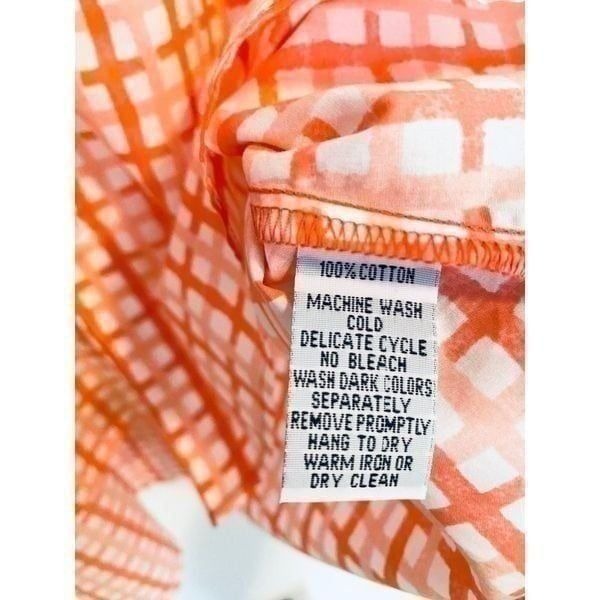 100% COTTON
MACHINE WASH
COLD
DELICATE CYCLE
NO BLEACH
WASH DARK COLORS
SEPARATELY
REMOVE PROMPTLY
HANG TO DRY
WARM IRON OR
DRY CLEAN